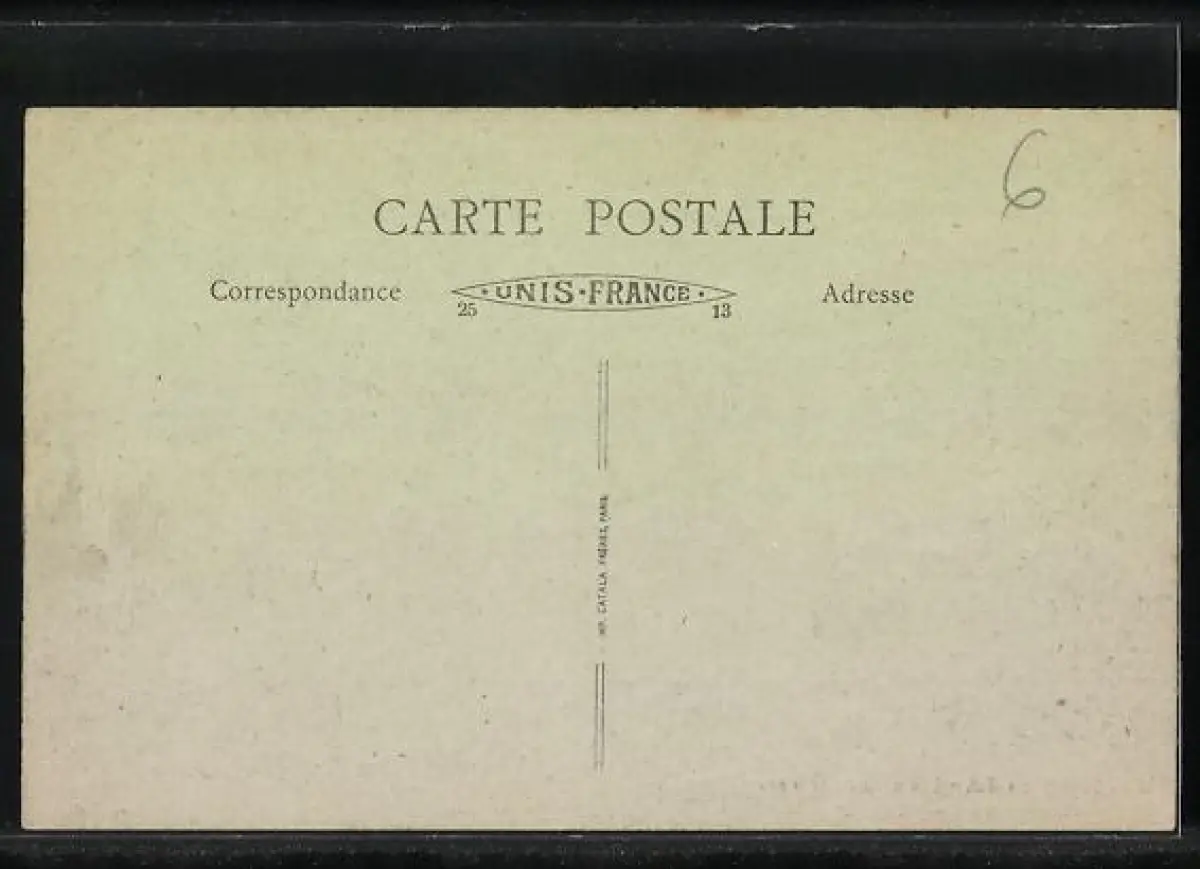 6
CARTE POSTALE
Correspondance
· UNIS · FRANCE ·
25
13
Adresse
IMP. CATALA FRÈRES, PARIS